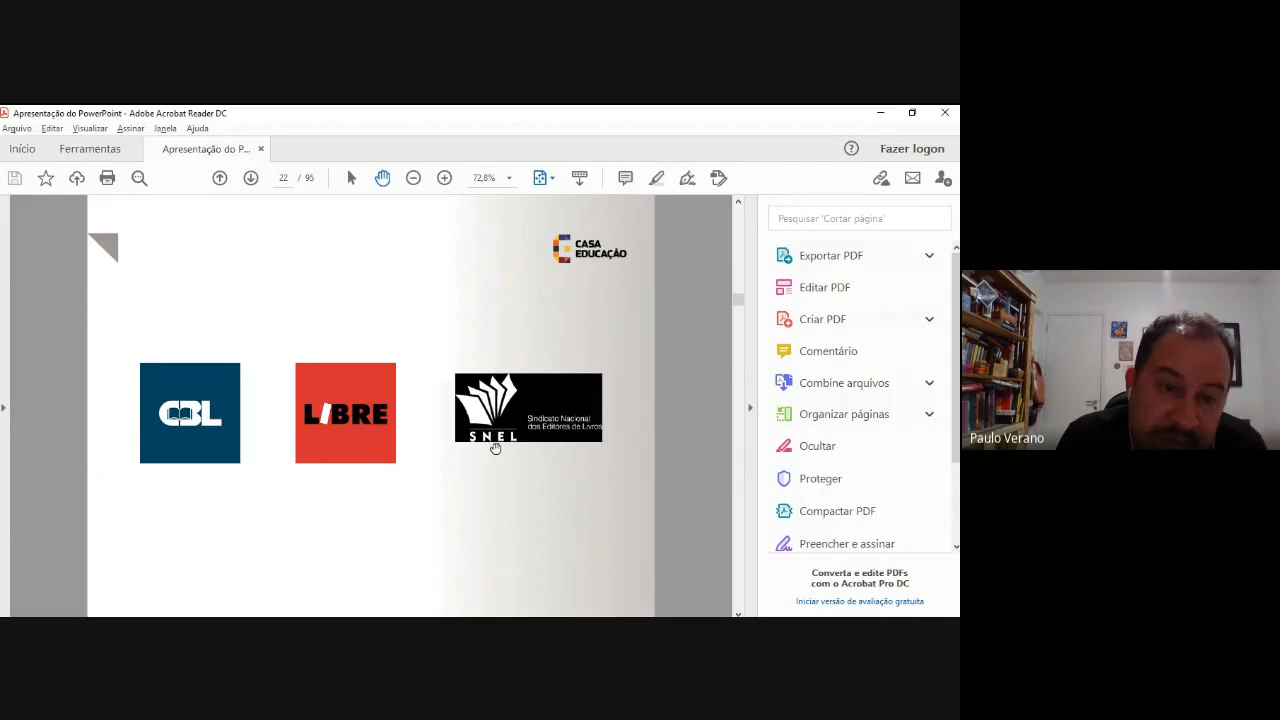 Apresentação do PowerPoint - Adobe Acrobat Reader DC
Arquivo Editar Visualizar Assinar Janela Ajuda
Início Ferramentas Apresentação do P... × Fazer logon
22 / 95 72,8%
CASA
EDUCAÇÃO
CBL
LIBRE
Sindicato Nacional
dos Editores de Livros
SNEL
Pesquisar 'Cortar página'
Exportar PDF
Editar PDF
Criar PDF
Comentário
Combine arquivos
Organizar páginas
Ocultar
Proteger
Compactar PDF
Preencher e assinar
Converta e edite PDFs
com o Acrobat Pro DC
Iniciar versão de avaliação gratuita
Paulo Verano